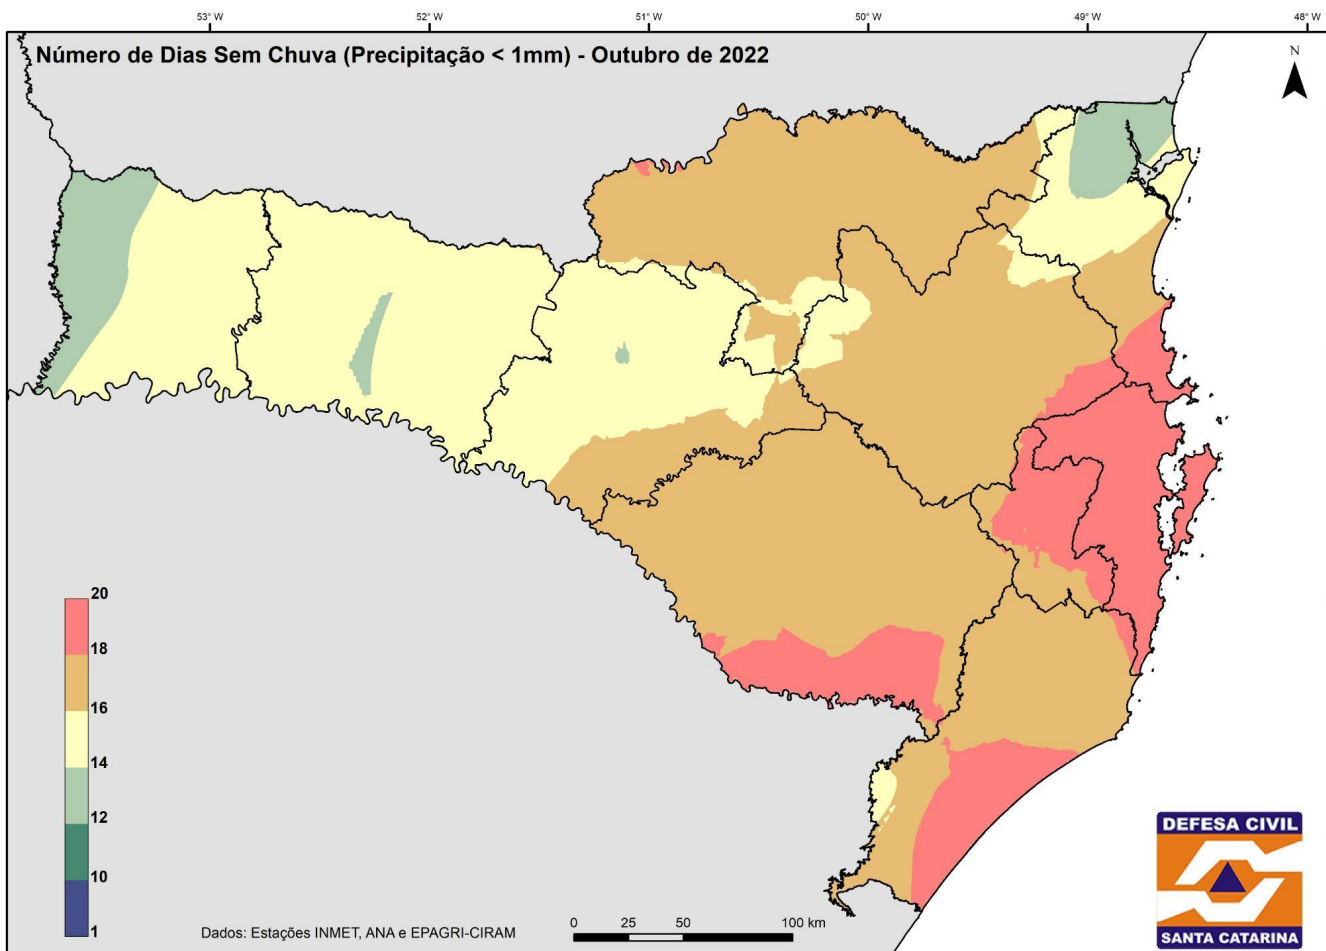 53° W 52° W 51° W 50° W 49° W 48° W
Número de Dias Sem Chuva (Precipitação < 1mm) - Outubro de 2022
N
20
18
16
14
12
10
1
Dados: Estações INMET, ANA e EPAGRI-CIRAM
0 25 50 100 km
DEFESA CIVIL
SANTA CATARINA